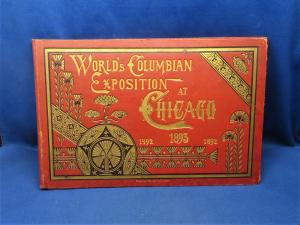 World's Columbian
Exposition
AT
Chicago
1492 1893 1892